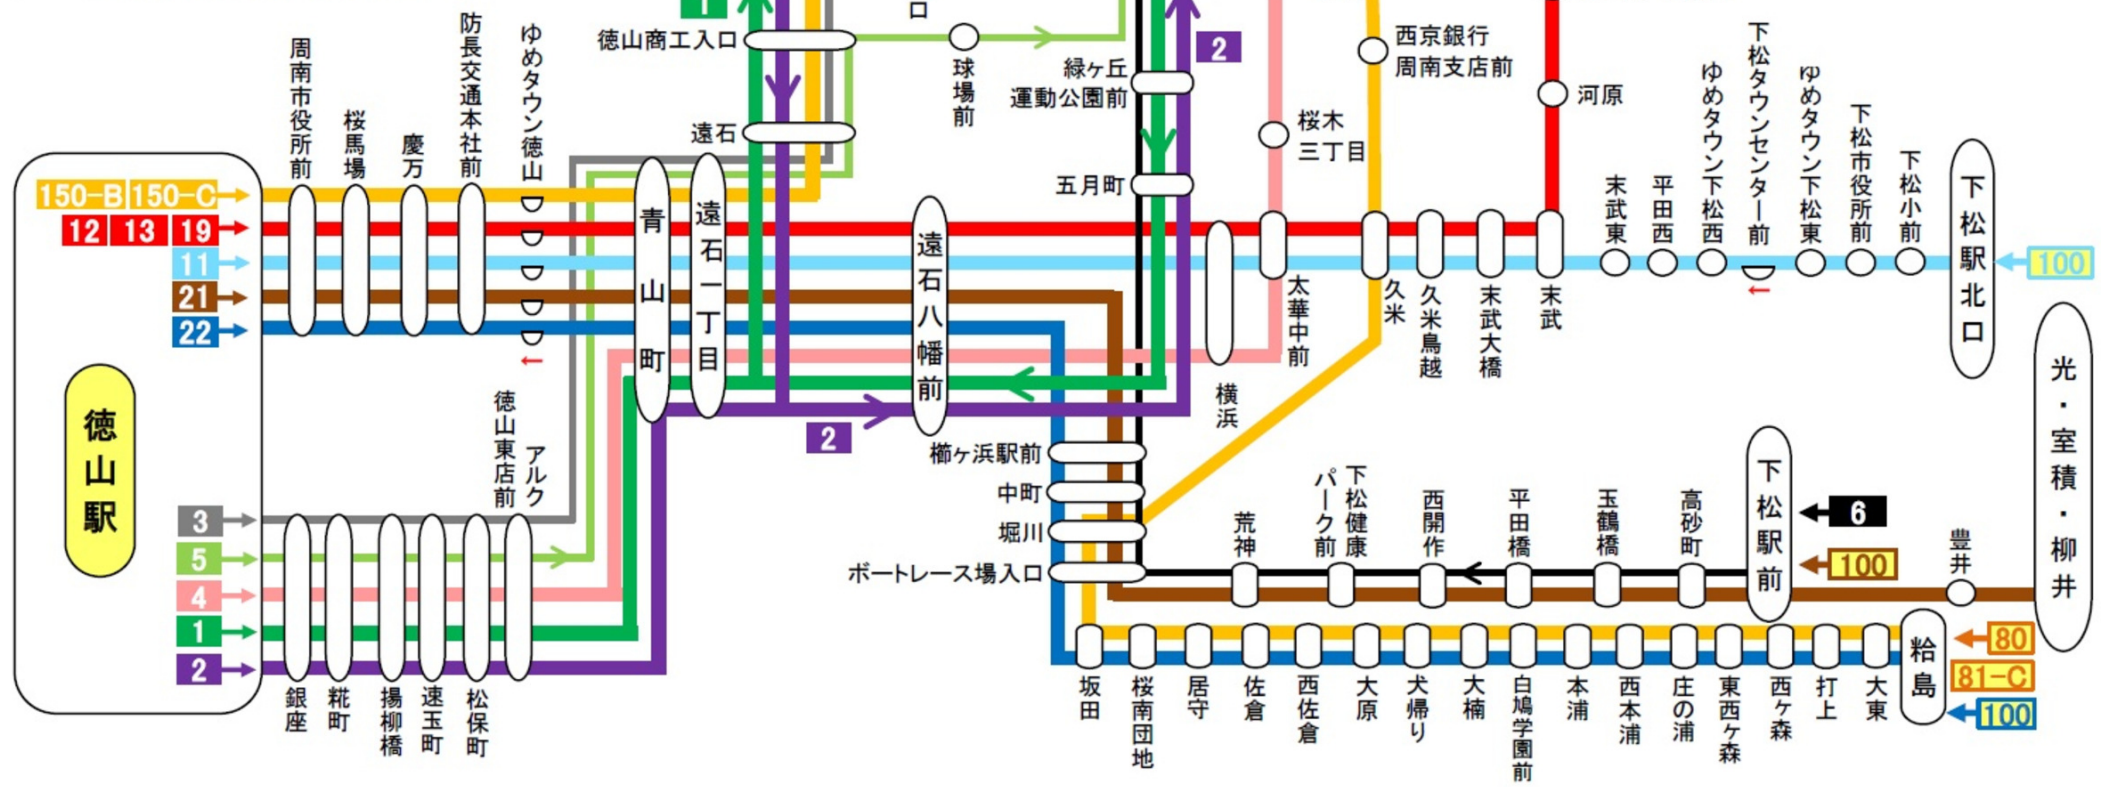 1
口
徳山商工入口
球場前
遠石
緑ヶ丘
運動公園前
五月町
2
桜木
三丁目
西京銀行
周南支店前
河原
周南市役所前
桜馬場
慶万
防長交通本社前
ゆめタウン徳山
末武東
平田西
ゆめタウン下松西
下松タウンセンター前
ゆめタウン下松東
下松市役所前
下松小前
下松駅北口
100
150-B
150-C
12
13
19
11
21
22
青山町
遠石一丁目
遠石八幡前
横浜
太華中前
久米
久米鳥越
末武大橋
末武
徳山駅
3
5
4
1
2
徳山東店前
アルク
銀座
糀町
揚柳橋
速玉町
松保町
2
櫛ヶ浜駅前
中町
堀川
ボートレース場入口
荒神
下松健康
パーク前
西開作
平田橋
玉鶴橋
高砂町
下松駅前
6
100
豊井
光・室積・柳井
坂田
桜南団地
居守
佐倉
西佐倉
大原
犬帰り
大楠
白鳩学園前
本浦
西本浦
庄の浦
東西ヶ森
西ヶ森
打上
大東
粭島
80
81-C
100